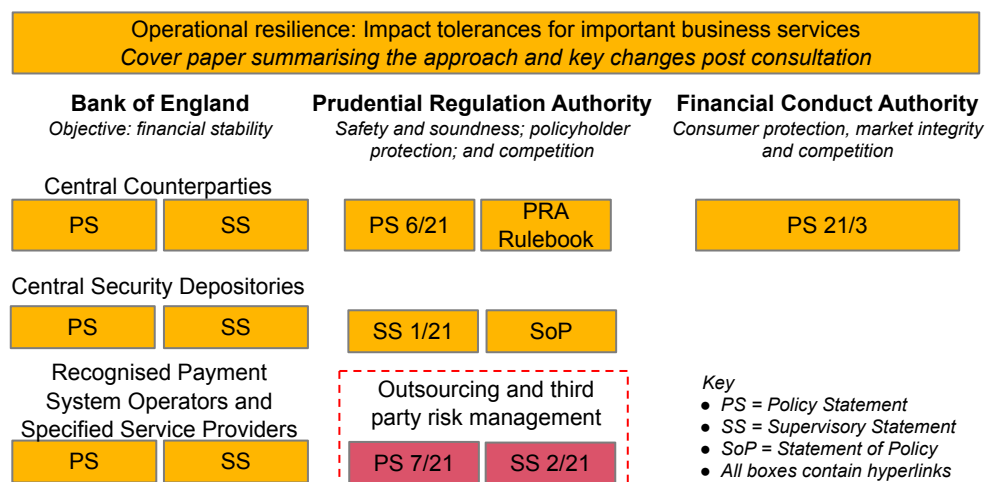 Operational resilience: Impact tolerances for important business services
Cover paper summarising the approach and key changes post consultation
Bank of England
Objective: financial stability
Central Counterparties
PS
SS
Central Security Depositories
PS
SS
Recognised Payment
System Operators and
Specified Service Providers
PS
SS
Prudential Regulation Authority
Safety and soundness; policyholder
protection; and competition
PS 6/21
PRA
Rulebook
SS 1/21
SoP
Outsourcing and third
party risk management
PS 7/21
SS 2/21
Financial Conduct Authority
Consumer protection, market integrity
and competition
PS 21/3
Key
● PS = Policy Statement
● SS = Supervisory Statement
● SoP = Statement of Policy
● All boxes contain hyperlinks